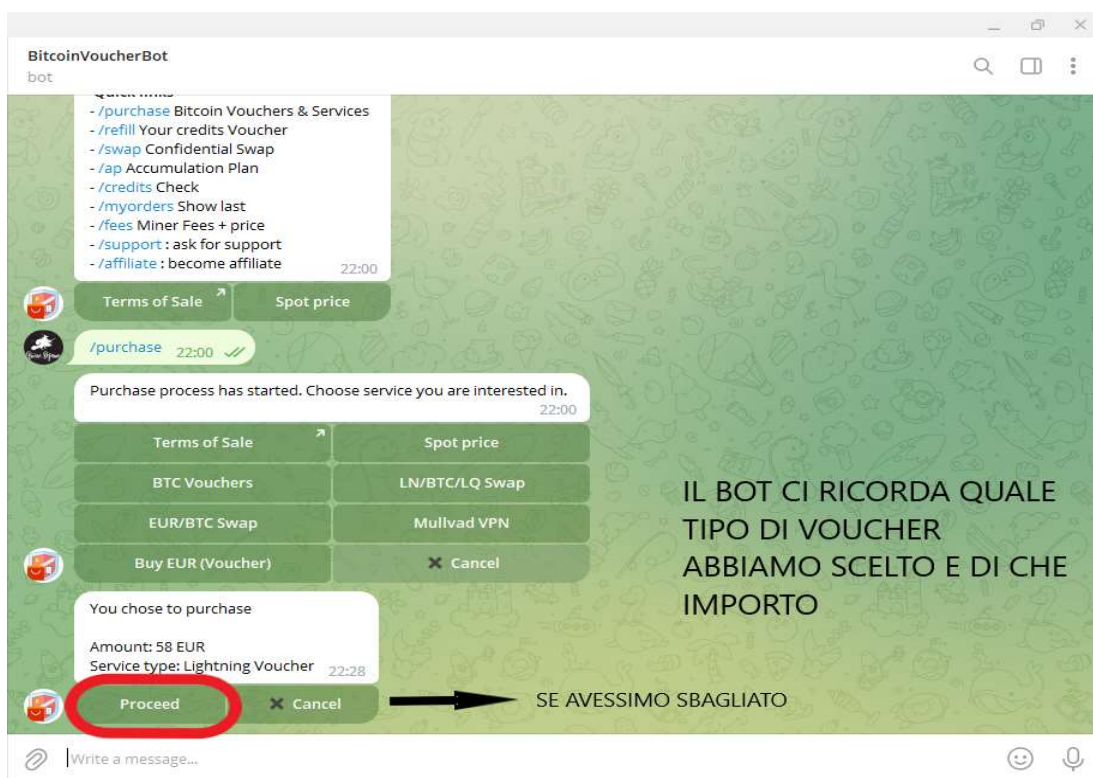 BitcoinVoucherBot
bot
Quick links
- /purchase Bitcoin Vouchers & Services
- /refill Your credits Voucher
- /swap Confidential Swap
- /ap Accumulation Plan
- /credits Check
- /myorders Show last
- /fees Miner Fees + price
- /support : ask for support
- /affiliate : become affiliate
22:00
Terms of Sale Spot price
/purchase 22:00
Purchase process has started. Choose service you are interested in.
22:00
Terms of Sale Spot price
BTC Vouchers LN/BTC/LQ Swap
EUR/BTC Swap Mullvad VPN
Buy EUR (Voucher) Cancel
IL BOT CI RICORDA QUALE
TIPO DI VOUCHER
ABBIAMO SCELTO E DI CHE
IMPORTO
You chose to purchase
Amount: 58 EUR
Service type: Lightning Voucher 22:28
Proceed Cancel
SE AVESSIMO SBAGLIATO
Write a message...